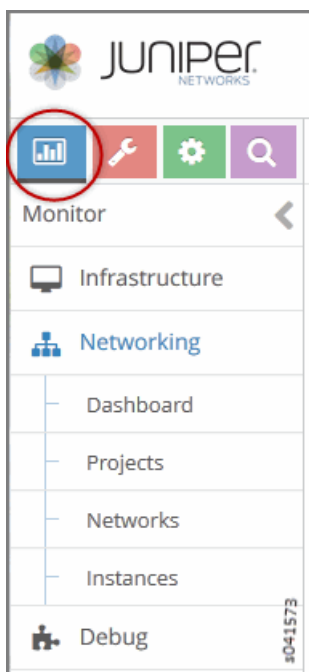 JUNIPER
NETWORKS
Monitor
Infrastructure
Networking
Dashboard
Projects
Networks
Instances
Debug
s041573